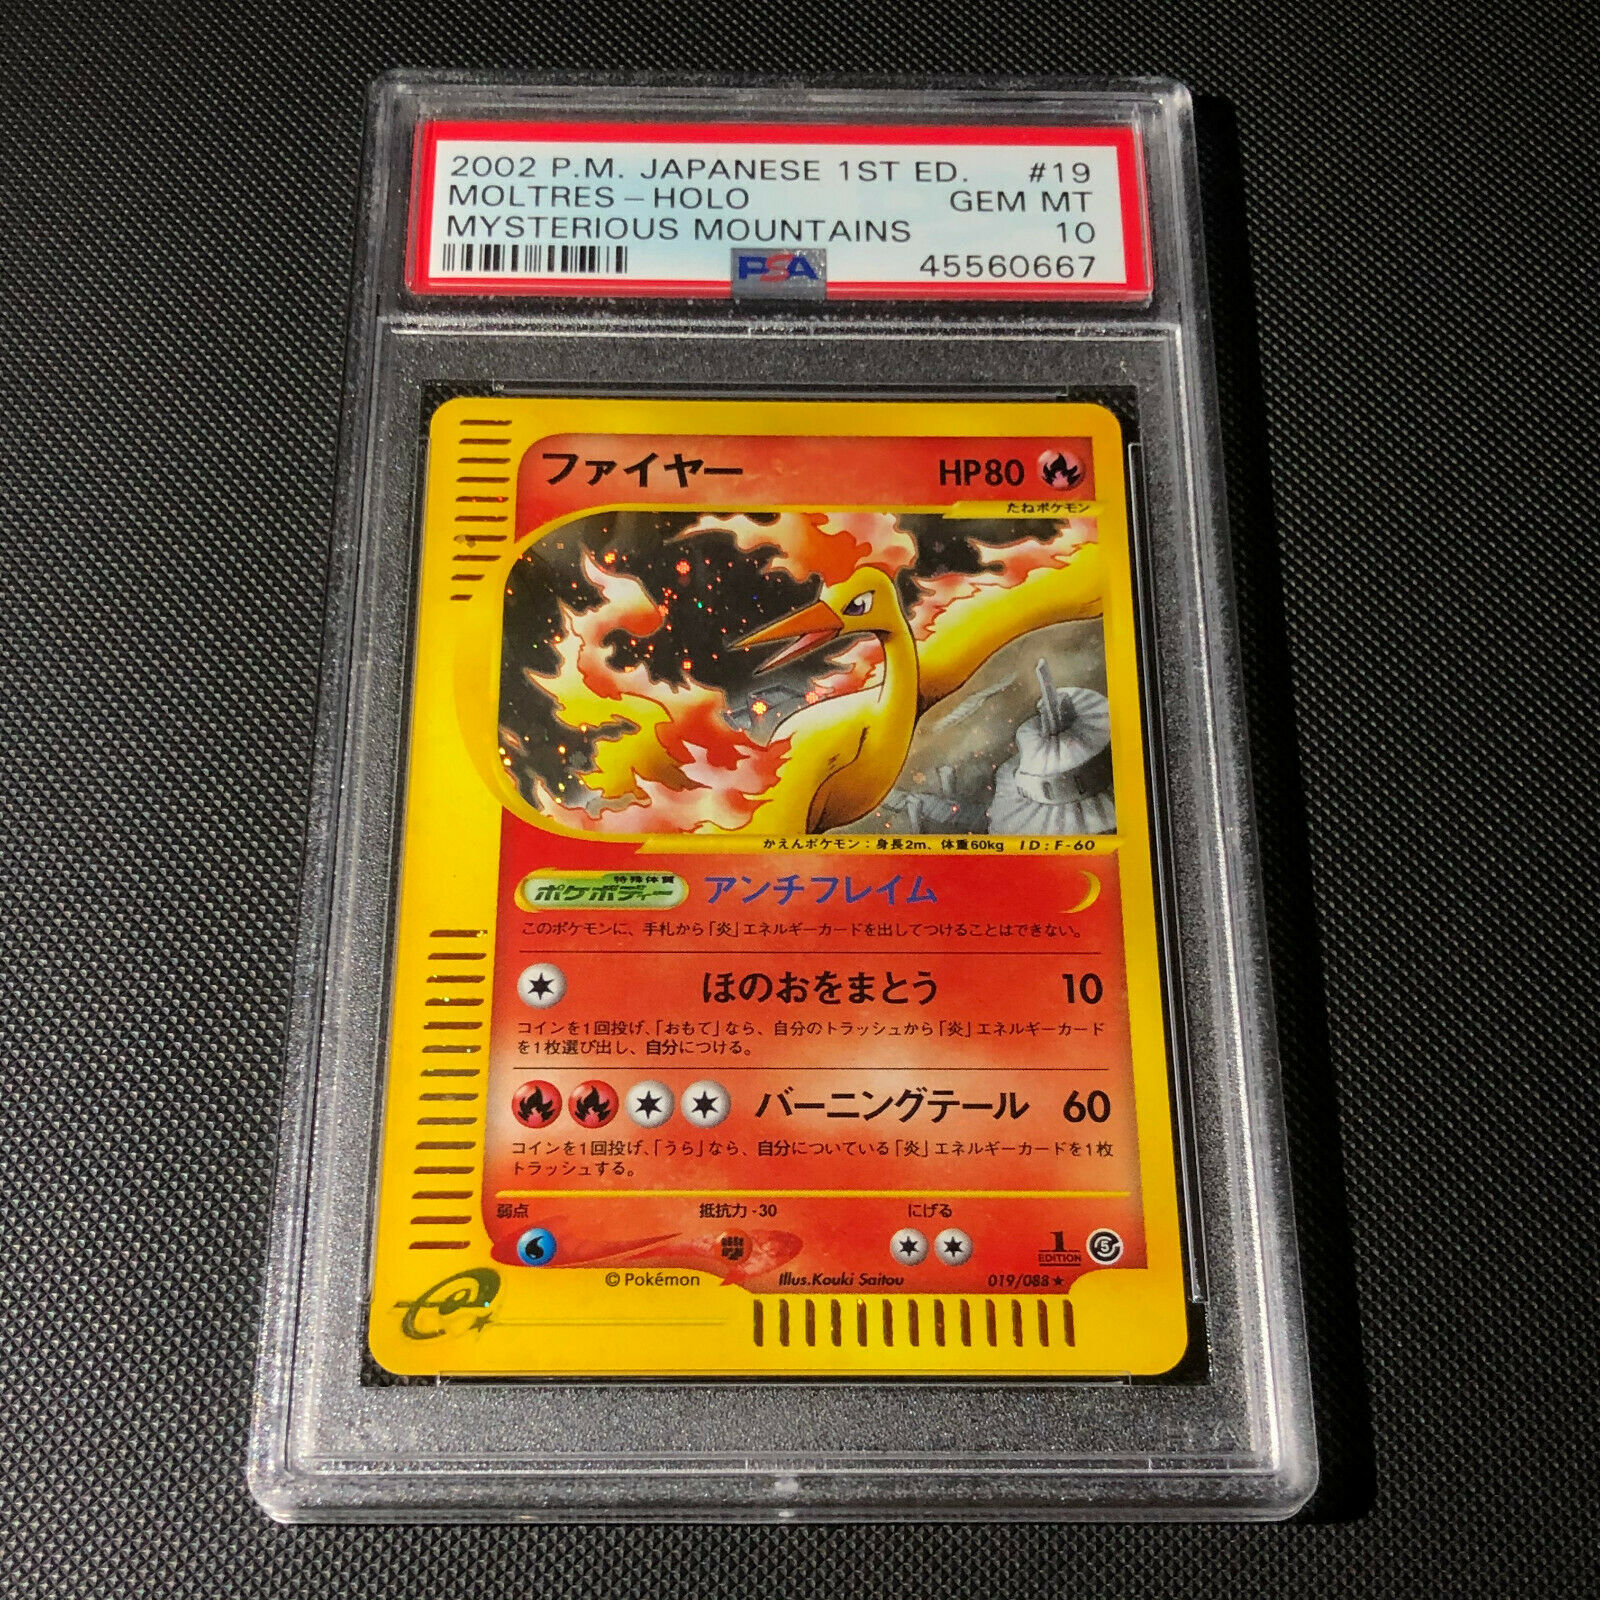 2002 P.M. JAPANESE 1ST ED. #19
MOLTRES - HOLO GEM MT
MYSTERIOUS MOUNTAINS 10
PSA 45560667
ファイヤー HP80
たねポケモン
かえんポケモン：身長2m、体重60kg ID:F-60
特殊体質
ポケボディー アンチフレイム
このポケモンに、手札から「炎」エネルギーカードを出してつけることはできない。
ほのおをまとう 10
コインを1回投げ、「おもて」なら、自分のトラッシュから「炎」エネルギーカード
を1枚選び出し、自分につける。
バーニングテール 60
コインを1回投げ、「うら」なら、自分についている「炎」エネルギーカードを1枚
トラッシュする。
弱点 抵抗力 -30 にげる
1 EDITION 5
© Pokémon Illus.Kouki Saitou 019/088 ★
e